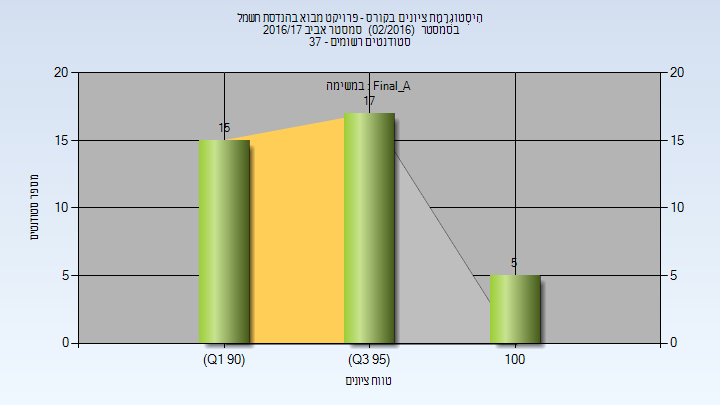 הִיסְטוֹגְרָמַת ציונים בקורס - פרויקט מבוא בהנדסת חשמל
בסמסטר (02/2016) סמסטר אביב 2016/17
סטודנטים רשומים - 37
במשימה : Final_A
20 20
15 15
10 10
5 5
0 0
15
17
5
מספר סטודנטים
(Q1 90) (Q3 95) 100
טווח ציונים